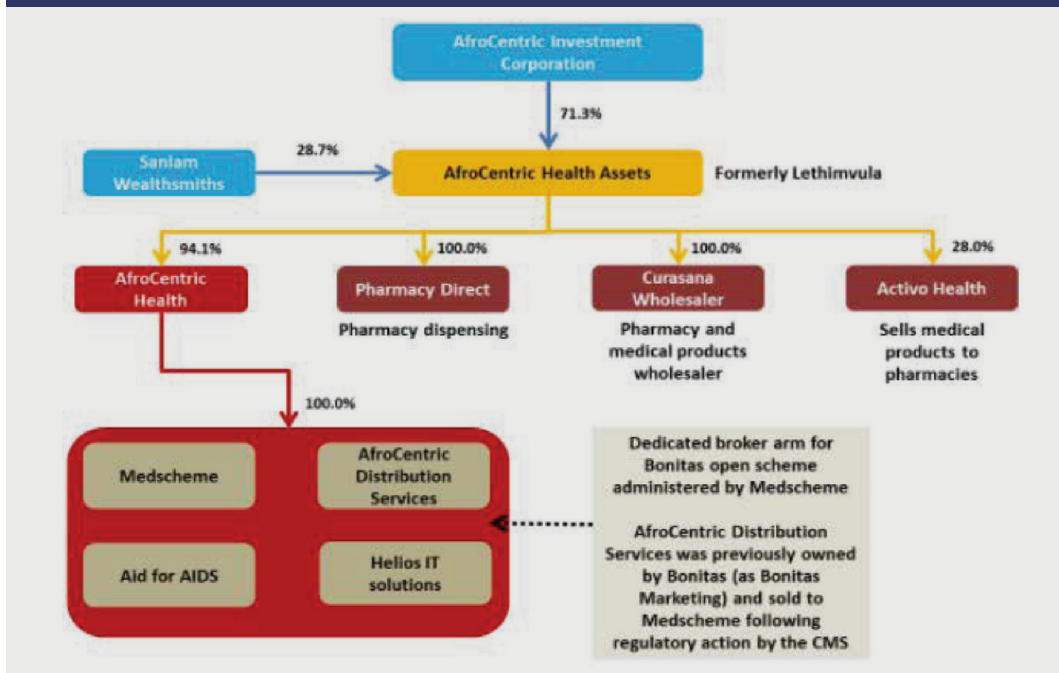 AfroCentric Investment
Corporation
71.3%
28.7%
Sanlam
Wealthsmiths
AfroCentric Health Assets
Formerly Lethimvula
94.1%
100.0%
100.0%
28.0%
AfroCentric
Health
Pharmacy Direct
Curasana
Wholesaler
Activo Health
Pharmacy dispensing
Pharmacy and
medical products
wholesaler
Sells medical
products to
pharmacies
100.0%
Medscheme
AfroCentric
Distribution
Services
Aid for AIDS
Helios IT
solutions
Dedicated broker arm for
Bonitas open scheme
administered by Medscheme
AfroCentric Distribution
Services was previously owned
by Bonitas (as Bonitas
Marketing) and sold to
Medscheme following
regulatory action by the CMS